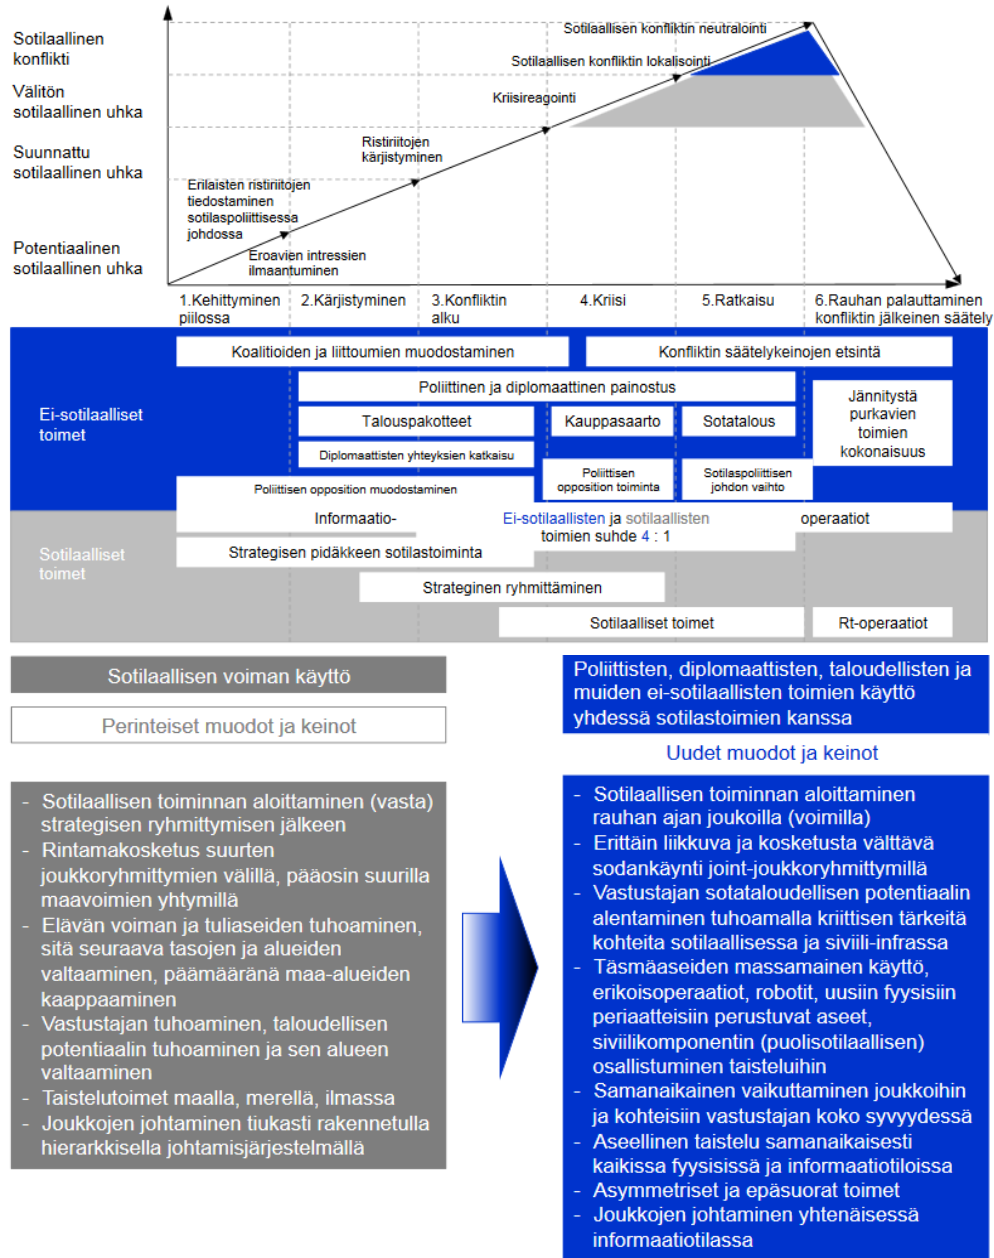 Sotilaallinen
konflikti
Välitön
sotilaallinen uhka
Suunnattu
sotilaallinen uhka
Potentiaalinen
sotilaallinen uhka
Sotilaallisen konfliktin neutralointi
Sotilaallisen konfliktin lokalisointi
Kriisireagointi
Ristiriitojen
kärjistyminen
Erilaisten ristiriitojen
tiedostaminen
sotilaspoliittisessa
johdossa
Eroavien intressien
ilmaantuminen
1.Kehittyminen
piilossa
2.Kärjistyminen
3.Konfliktin
alku
4.Kriisi
5.Ratkaisu
6.Rauhan palauttaminen
konfliktin jälkeinen säätely
Ei-sotilaalliset
toimet
Koalitioiden ja liittoumien muodostaminen
Konfliktin säätelykeinojen etsintä
Poliittinen ja diplomaattinen painostus
Jännitystä
purkavien
toimien
kokonaisuus
Talouspakotteet
Kauppasaarto
Sotatalous
Diplomaattisten yhteyksien katkaisu
Poliittisen
opposition toiminta
Sotilaspoliittisen
johdon vaihto
Poliittisen opposition muodostaminen
Informaatio-
Ei-sotilaallisten ja sotilaallisten
toimien suhde 4 : 1
operaatiot
Sotilaalliset
toimet
Strategisen pidäkkeen sotilastoiminta
Strateginen ryhmittäminen
Sotilaalliset toimet
Rt-operaatiot
Sotilaallisen voiman käyttö
Perinteiset muodot ja keinot
- Sotilaallisen toiminnan aloittaminen (vasta)
strategisen ryhmittymisen jälkeen
- Rintamakosketus suurten
joukkoryhmittymien välillä, pääosin suurilla
maavoimien yhtymillä
- Elävän voiman ja tuliaseiden tuhoaminen,
sitä seuraava tasojen ja alueiden
valtaaminen, päämääränä maa-alueiden
kaappaaminen
- Vastustajan tuhoaminen, taloudellisen
potentiaalin tuhoaminen ja sen alueen
valtaaminen
- Taistelutoimet maalla, merellä, ilmassa
- Joukkojen johtaminen tiukasti rakennetulla
hierarkkisella johtamisjärjestelmällä
Poliittisten, diplomaattisten, taloudellisten ja
muiden ei-sotilaallisten toimien käyttö
yhdessä sotilastoimien kanssa
Uudet muodot ja keinot
- Sotilaallisen toiminnan aloittaminen
rauhan ajan joukoilla (voimilla)
- Erittäin liikkuva ja kosketusta välttävä
sodankäynti joint-joukkoryhmittymillä
- Vastustajan sotataloudellisen potentiaalin
alentaminen tuhoamalla kriittisen tärkeitä
kohteita sotilaallisessa ja siviili-infrassa
- Täsmäaseiden massamainen käyttö,
erikoisoperaatiot, robotit, uusiin fyysisiin
periaatteisiin perustuvat aseet,
siviilikomponentin (puolisotilaallisen)
osallistuminen taisteluihin
- Samanaikainen vaikuttaminen joukkoihin
ja kohteisiin vastustajan koko syvyydessä
- Aseellinen taistelu samanaikaisesti
kaikissa fyysisissä ja informaatiotiloissa
- Asymmetriset ja epäsuorat toimet
- Joukkojen johtaminen yhtenäisessä
informaatiotilassa